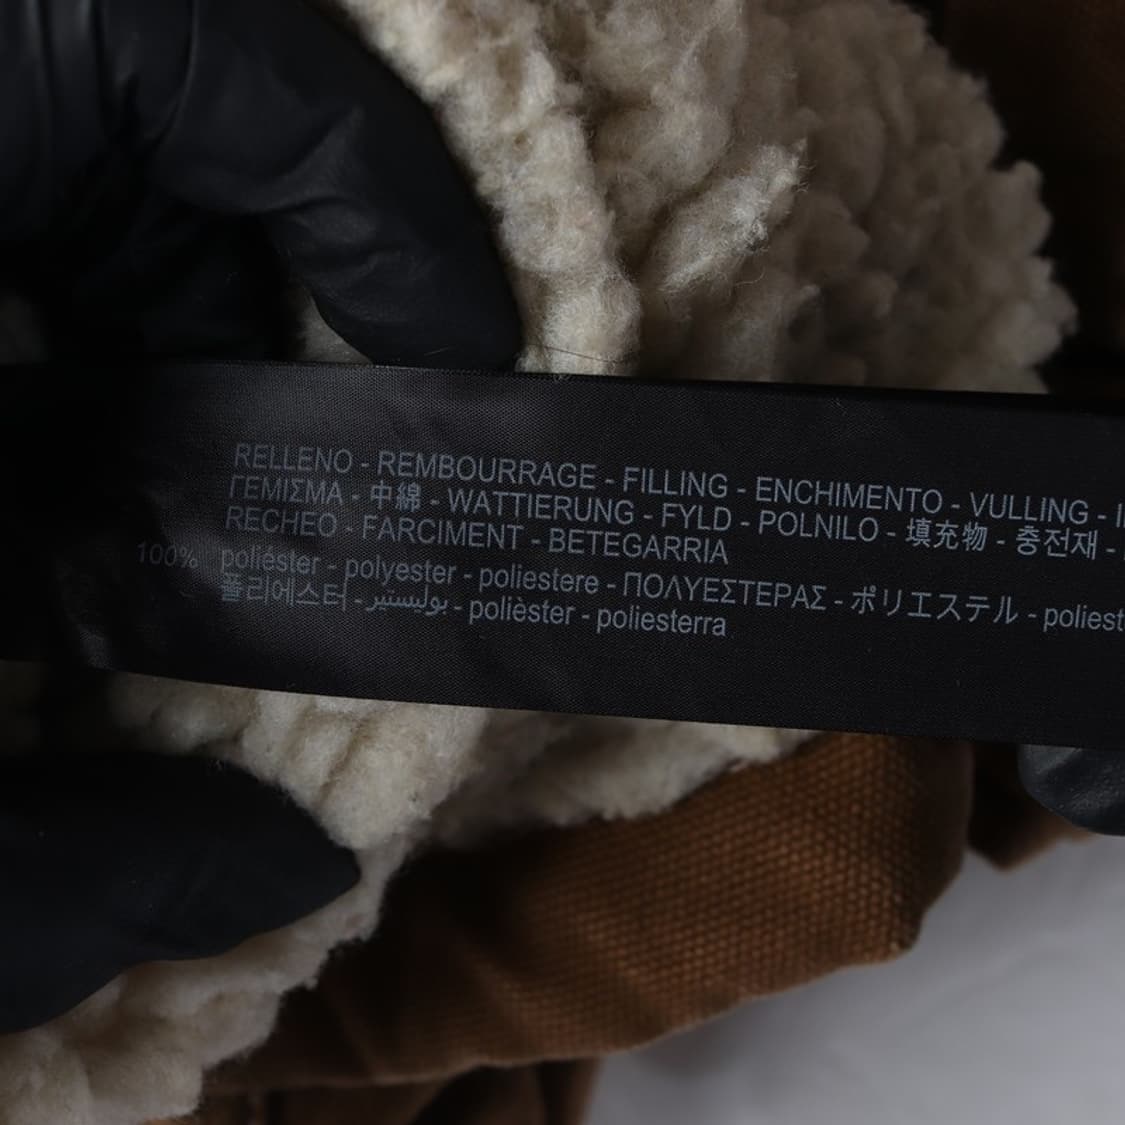 RELLENO - REMBOURRAGE - FILLING - ENCHIMENTO - VULLING -
ΓΕΜΙΣΜΑ - 中綿 - WATTIERUNG - FYLD - POLNILO - 填充物 - 충전재 -
RECHEO - FARCIMENT - BETEGARRIA
100% poliéster - polyester - poliestere - ΠΟΛΥΕΣΤΕΡΑΣ - ポリエステル - poliest
폴리에스터 - بوليستير - polièster - poliesterra